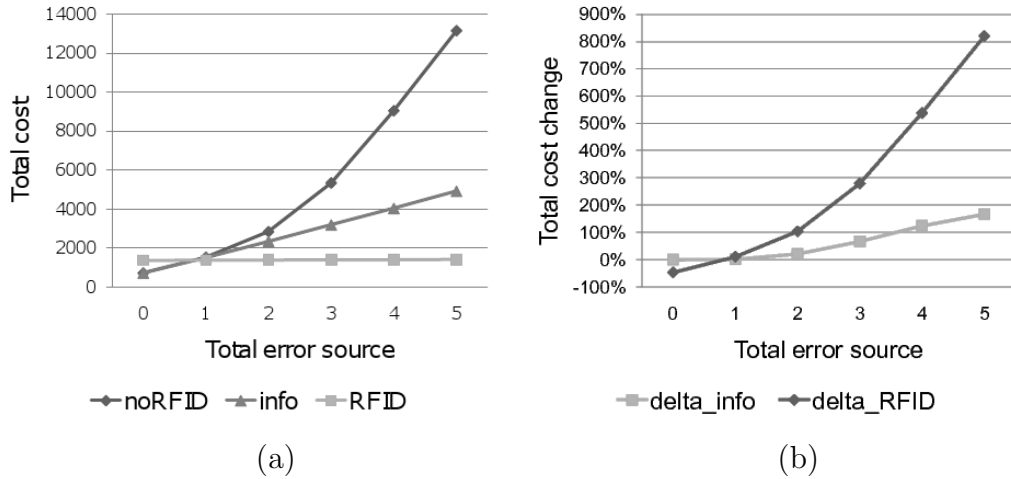 14000
12000
10000
8000
6000
4000
2000
0
Total cost
0 1 2 3 4 5
Total error source
noRFID info RFID
(a)
900%
800%
700%
600%
500%
400%
300%
200%
100%
0%
-100%
Total cost change
0 1 2 3 4 5
Total error source
delta_info delta_RFID
(b)